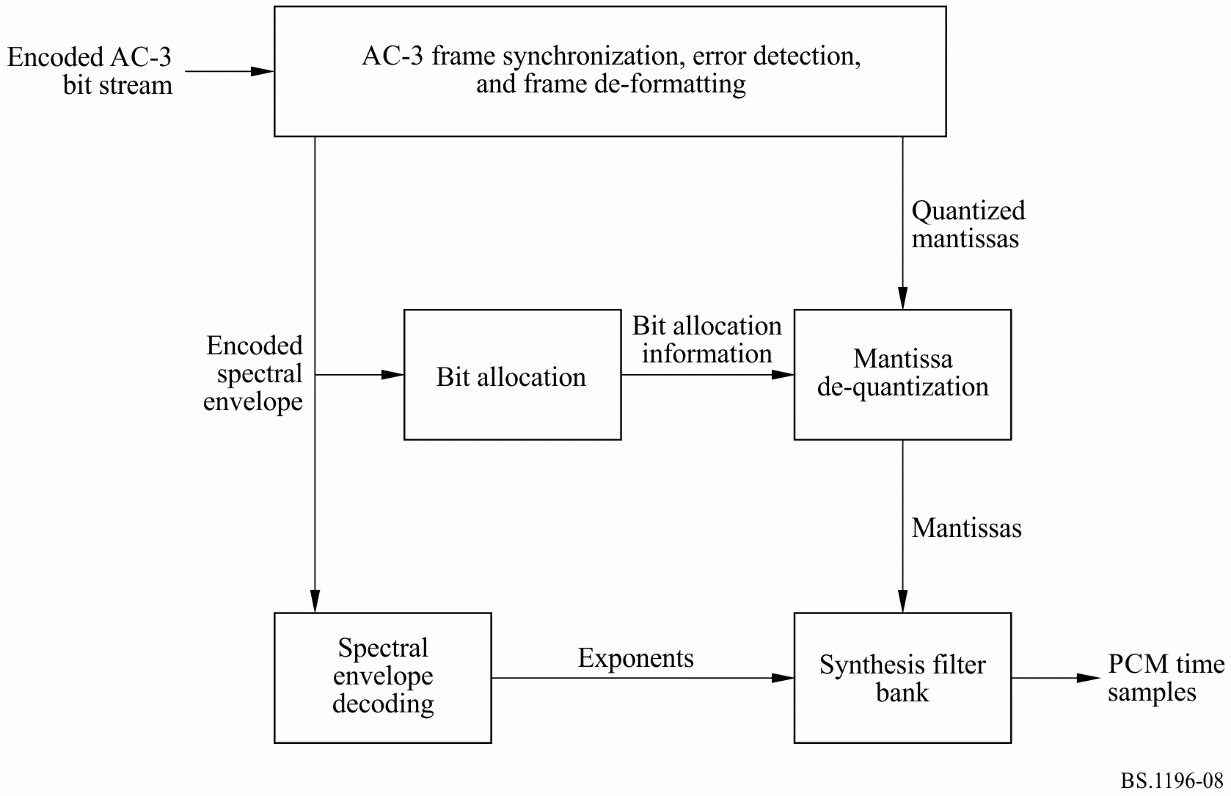 Encoded AC-3
bit stream
AC-3 frame synchronization, error detection,
and frame de-formatting
Quantized
mantissas
Encoded
spectral
envelope
Bit allocation
Bit allocation
information
Mantissa
de-quantization
Mantissas
Spectral
envelope
decoding
Exponents
Synthesis filter
bank
PCM time
samples
BS.1196-08